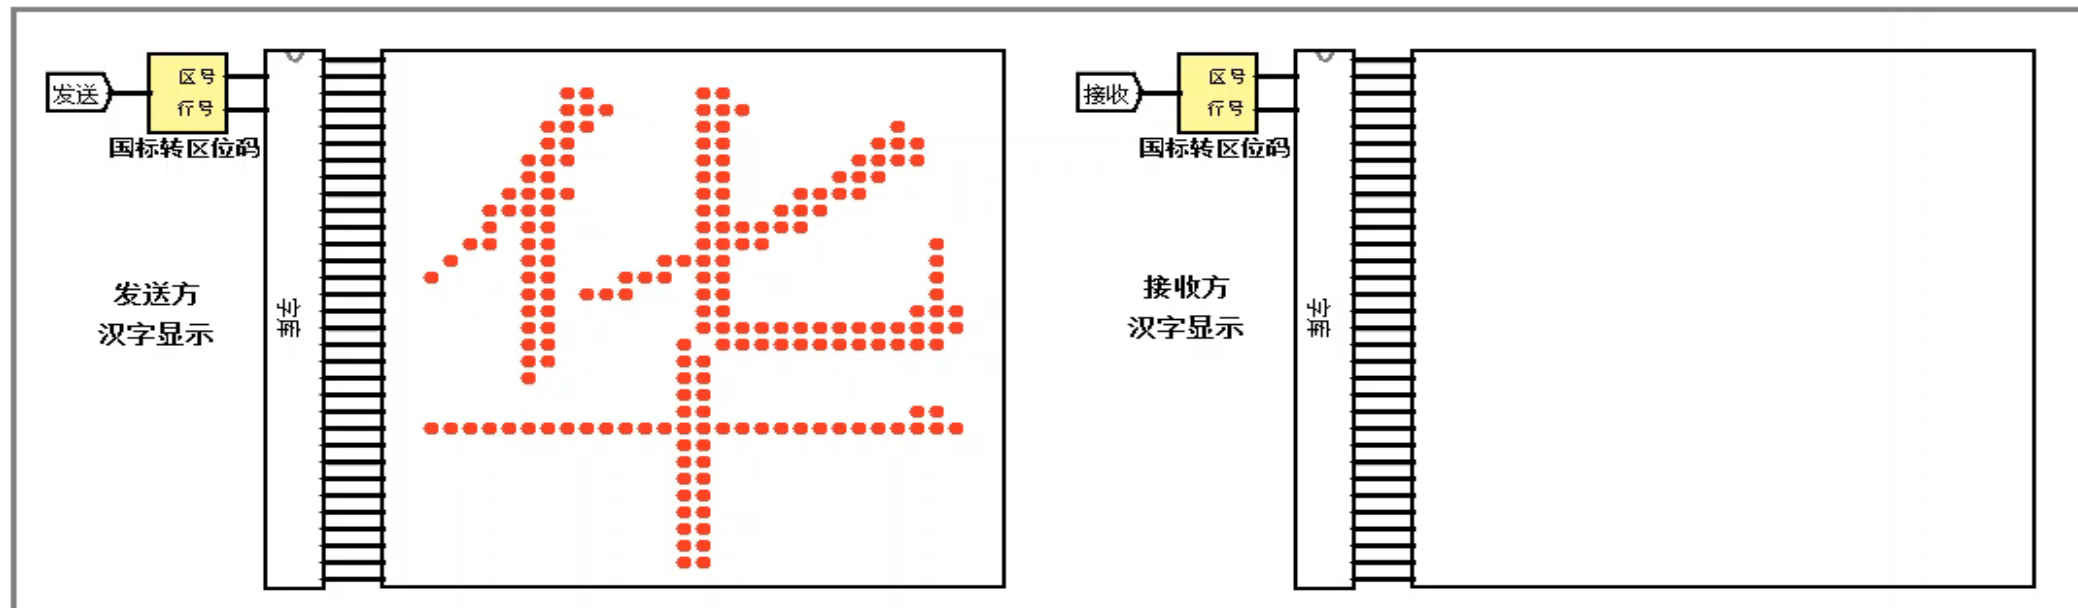 发送
区号
行号
国标转区位码
字库
发送方
汉字显示
华
接收
区号
行号
国标转区位码
字库
接收方
汉字显示